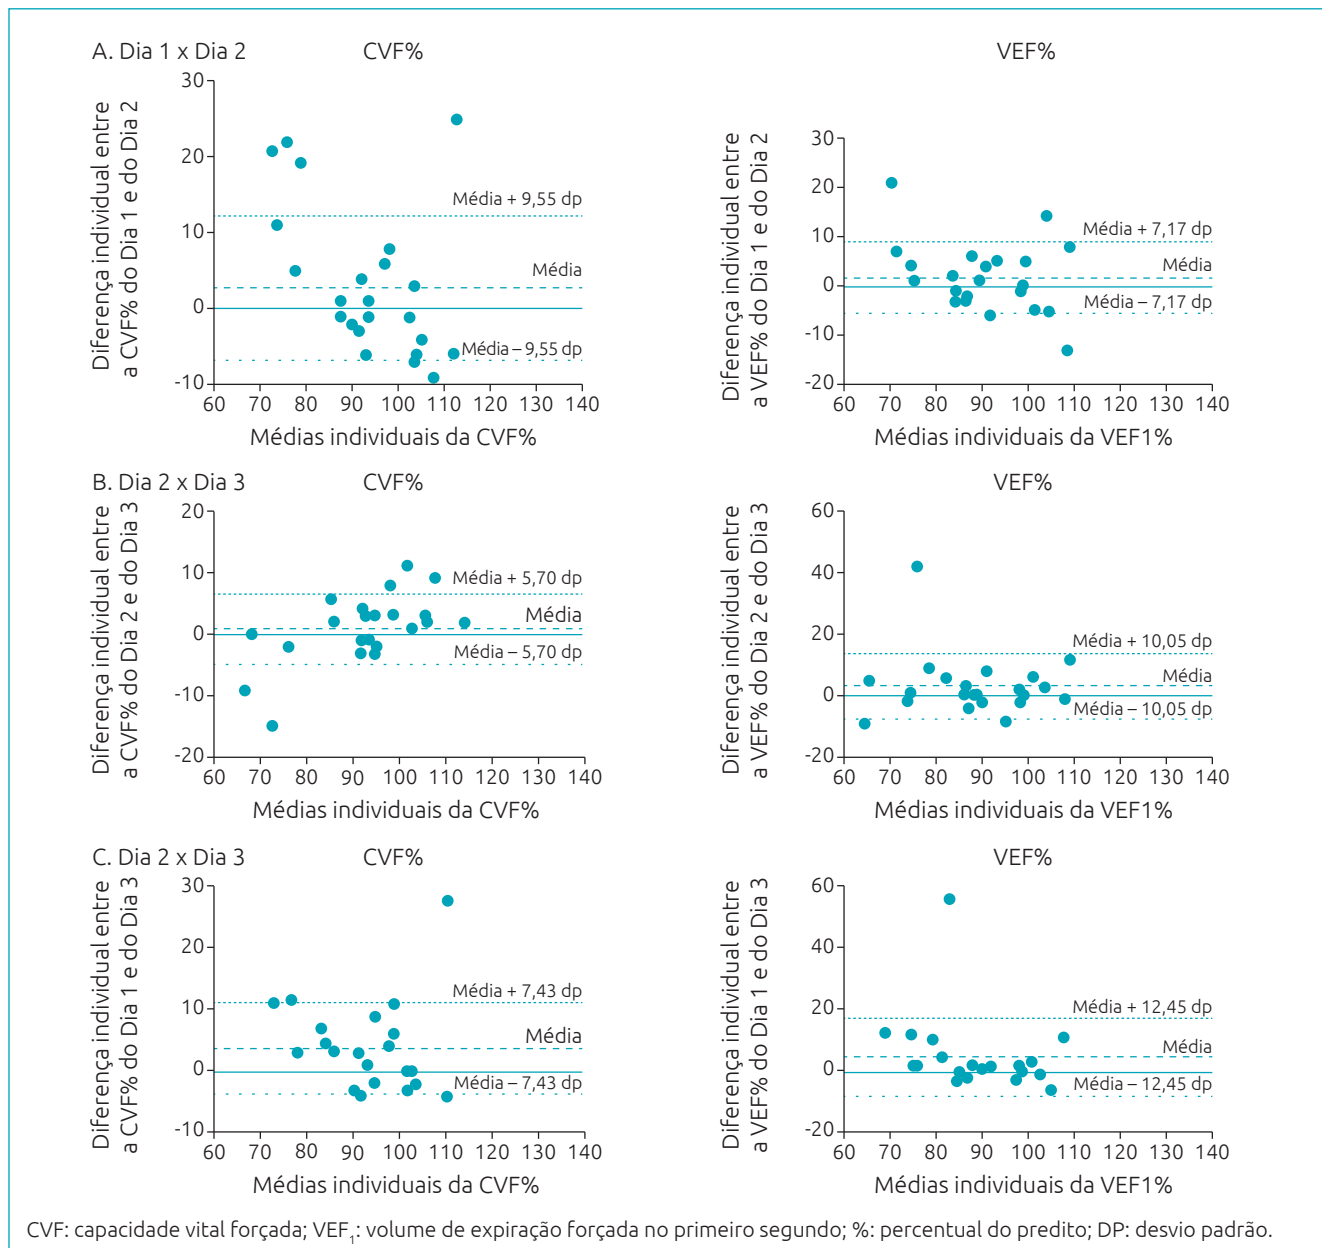 A. Dia 1 x Dia 2
CVF%
Diferença individual entre
a CVF% do Dia 1 e do Dia 2
30
20
10
0
-10
Média + 9,55 dp
Média
Média – 9,55 dp
60 70 80 90 100 110 120 130 140
Médias individuais da CVF%
VEF%
Diferença individual entre
a VEF% do Dia 1 e do Dia 2
30
20
10
0
-10
-20
Média + 7,17 dp
Média
Média – 7,17 dp
60 70 80 90 100 110 120 130 140
Médias individuais da VEF1%
B. Dia 2 x Dia 3
CVF%
Diferença individual entre
a CVF% do Dia 2 e do Dia 3
20
10
0
-10
-20
Média + 5,70 dp
Média
Média – 5,70 dp
60 70 80 90 100 110 120 130 140
Médias individuais da CVF%
VEF%
Diferença individual entre
a VEF% do Dia 2 e do Dia 3
60
40
20
0
-20
Média + 10,05 dp
Média
Média – 10,05 dp
60 70 80 90 100 110 120 130 140
Médias individuais da VEF1%
C. Dia 2 x Dia 3
CVF%
Diferença individual entre
a CVF% do Dia 1 e do Dia 3
30
20
10
0
-10
Média + 7,43 dp
Média
Média – 7,43 dp
60 70 80 90 100 110 120 130 140
Médias individuais da CVF%
VEF%
Diferença individual entre
a VEF% do Dia 1 e do Dia 3
60
40
20
0
-20
Média + 12,45 dp
Média
Média – 12,45 dp
60 70 80 90 100 110 120 130 140
Médias individuais da VEF1%
CVF: capacidade vital forçada; VEF₁: volume de expiração forçada no primeiro segundo; %: percentual do predito; DP: desvio padrão.